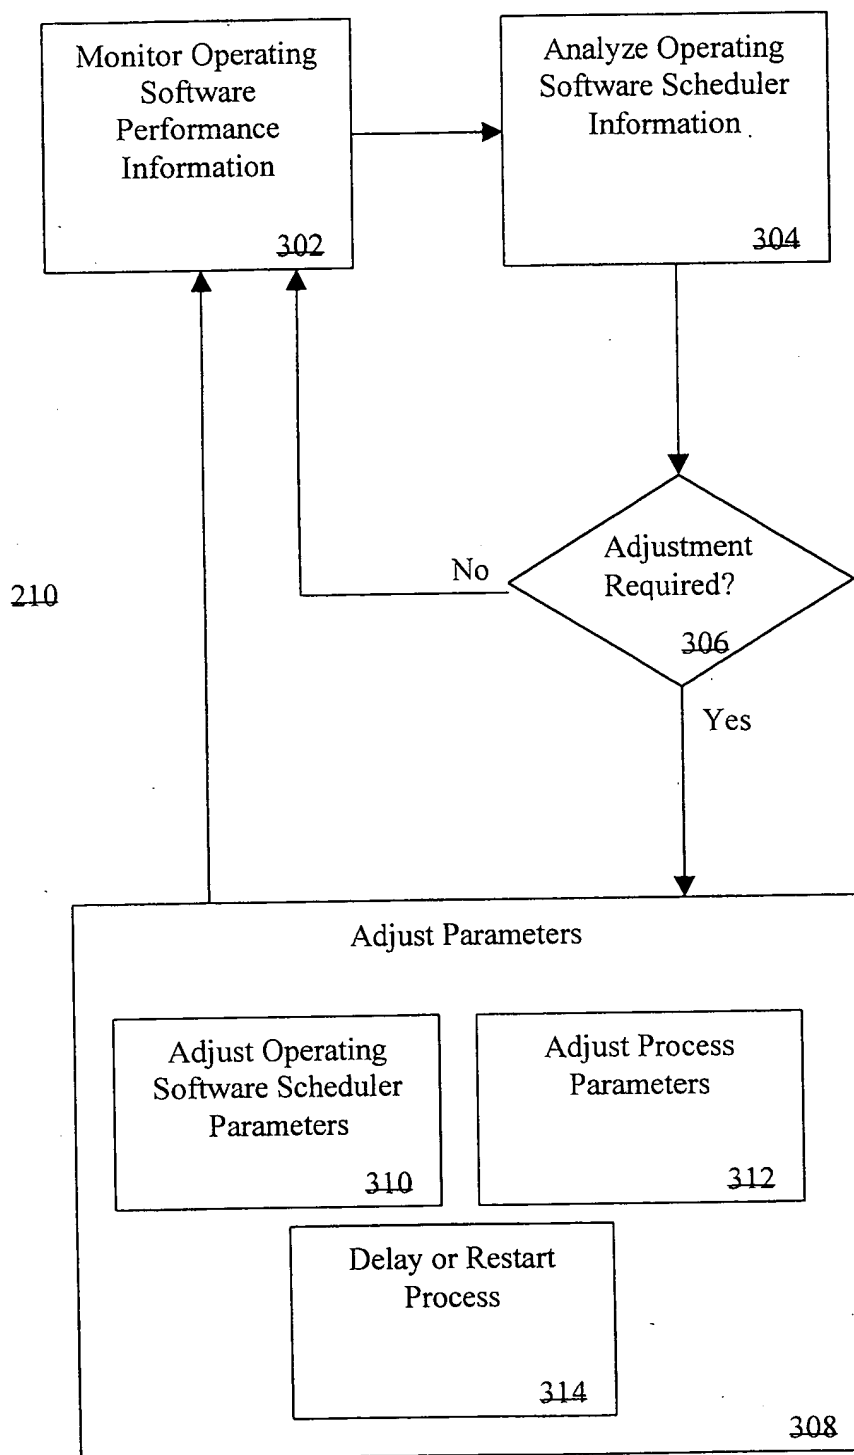 Monitor Operating
Software
Performance
Information
302
Analyze Operating
Software Scheduler
Information
304
Adjustment
Required?
306
No
Yes
210
Adjust Parameters
Adjust Operating
Software Scheduler
Parameters
310
Adjust Process
Parameters
312
Delay or Restart
Process
314
308